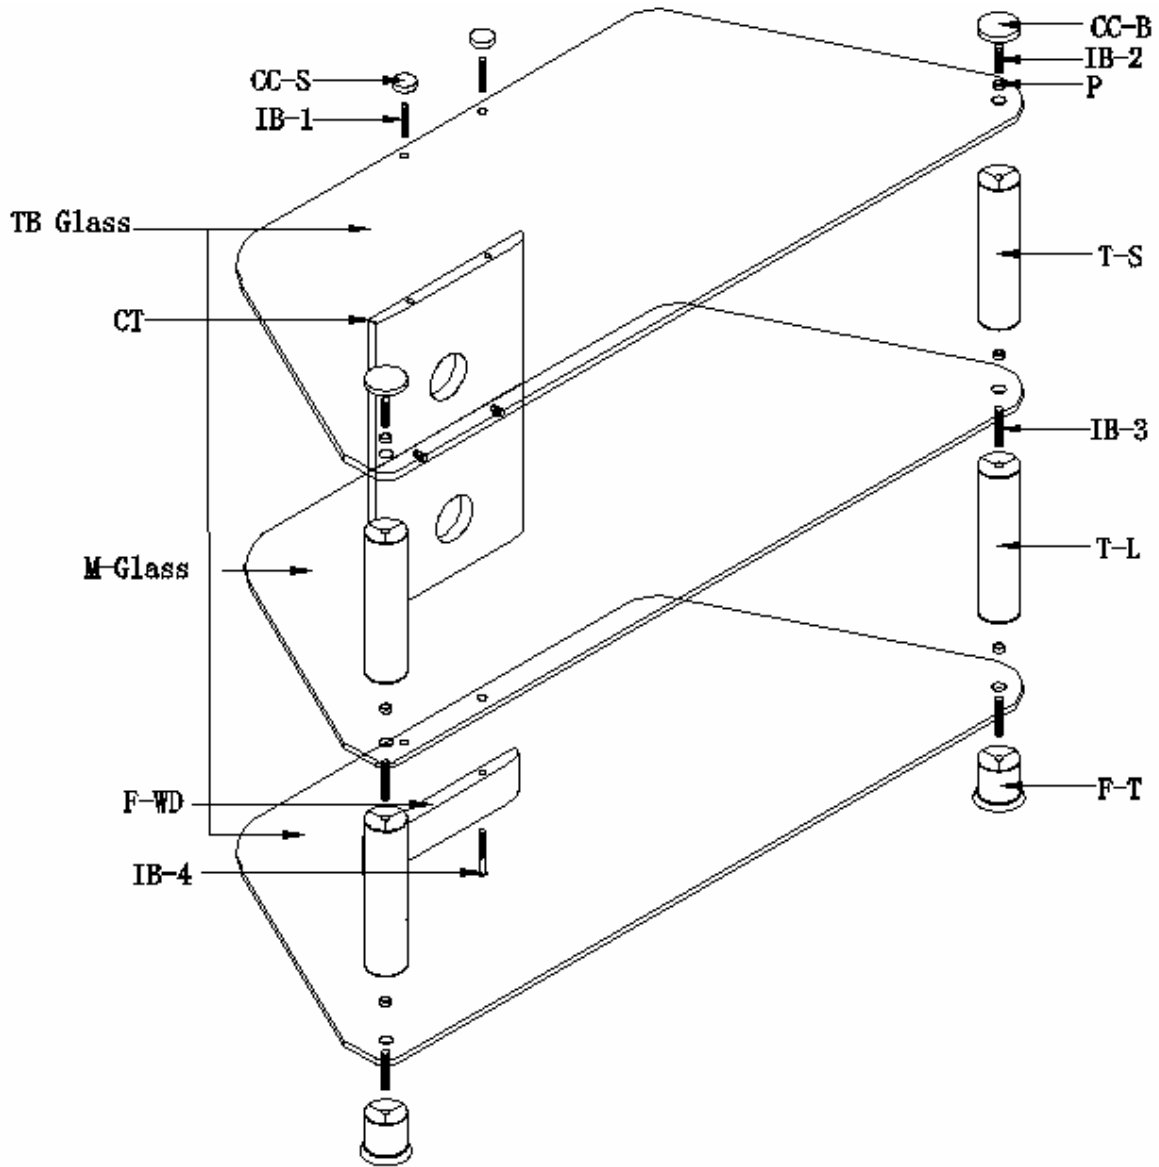 CC-B
IB-2
CC-S
P
IB-1
TB Glass
T-S
CT
IB-3
T-L
M-Glass
F-T
F-WD
IB-4